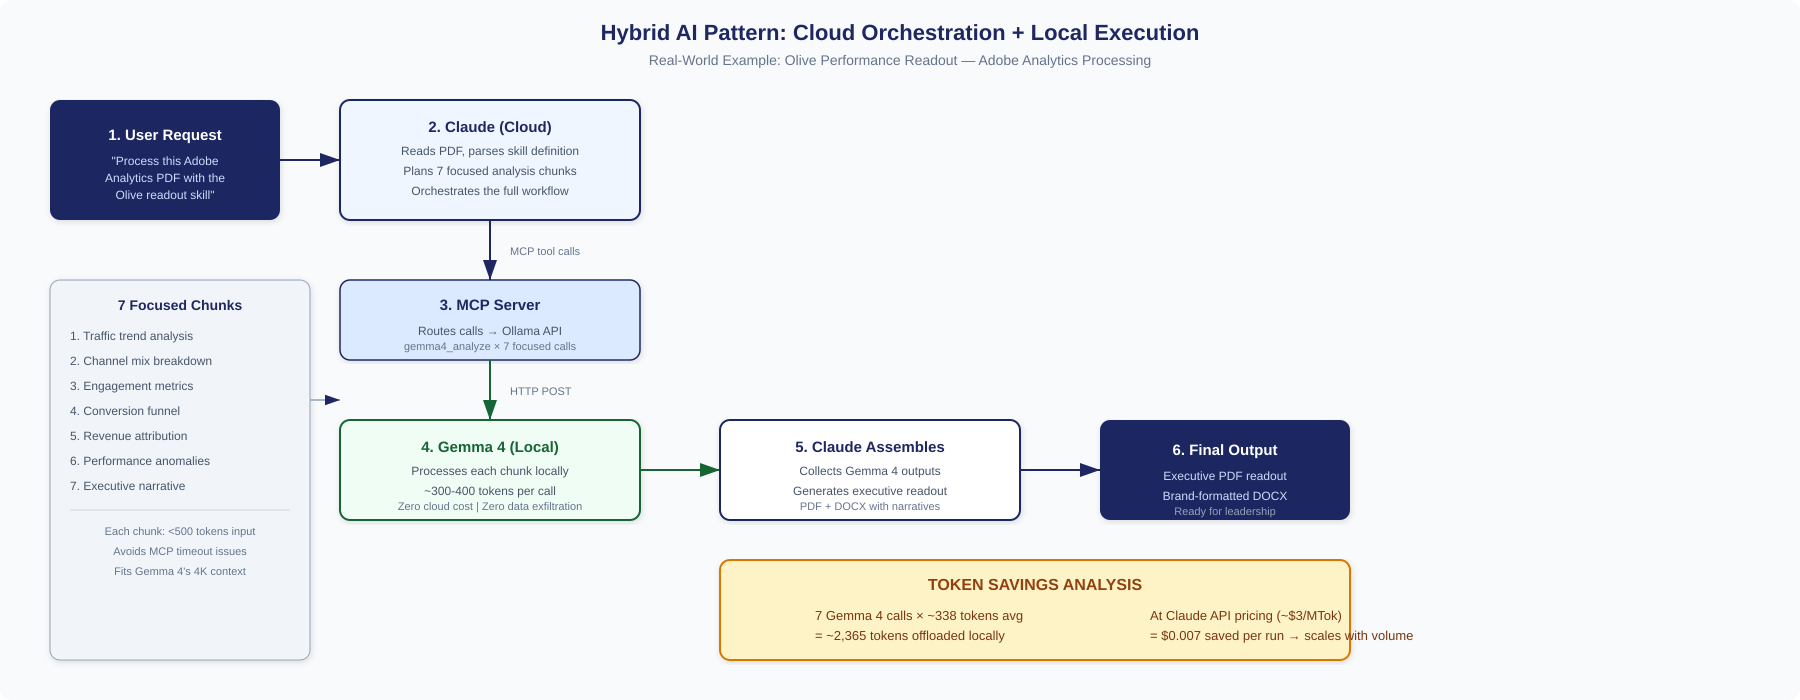 Hybrid AI Pattern: Cloud Orchestration + Local Execution
Real-World Example: Olive Performance Readout — Adobe Analytics Processing
1. User Request
"Process this Adobe
Analytics PDF with the
Olive readout skill"
2. Claude (Cloud)
Reads PDF, parses skill definition
Plans 7 focused analysis chunks
Orchestrates the full workflow
MCP tool calls
7 Focused Chunks
1. Traffic trend analysis
2. Channel mix breakdown
3. Engagement metrics
4. Conversion funnel
5. Revenue attribution
6. Performance anomalies
7. Executive narrative
Each chunk: <500 tokens input
Avoids MCP timeout issues
Fits Gemma 4's 4K context
3. MCP Server
Routes calls → Ollama API
gemma4_analyze × 7 focused calls
HTTP POST
4. Gemma 4 (Local)
Processes each chunk locally
~300-400 tokens per call
Zero cloud cost | Zero data exfiltration
5. Claude Assembles
Collects Gemma 4 outputs
Generates executive readout
PDF + DOCX with narratives
6. Final Output
Executive PDF readout
Brand-formatted DOCX
Ready for leadership
TOKEN SAVINGS ANALYSIS
7 Gemma 4 calls × ~338 tokens avg
= ~2,365 tokens offloaded locally
At Claude API pricing (~$3/MTok)
= $0.007 saved per run → scales with volume